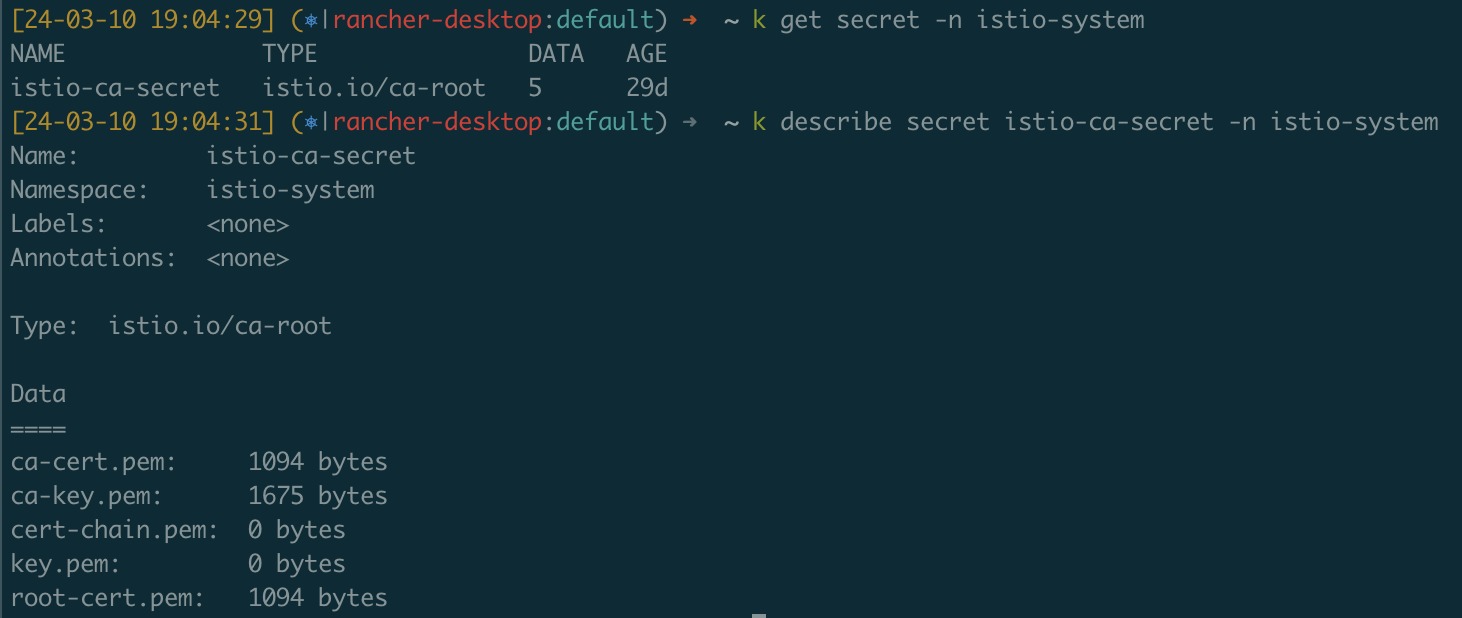 [24-03-10 19:04:29] (⎈|rancher-desktop:default) ➜  ~ k get secret -n istio-system
NAME              TYPE               DATA   AGE
istio-ca-secret   istio.io/ca-root   5      29d
[24-03-10 19:04:31] (⎈|rancher-desktop:default) ➜  ~ k describe secret istio-ca-secret -n istio-system
Name:         istio-ca-secret
Namespace:    istio-system
Labels:       <none>
Annotations:  <none>

Type:  istio.io/ca-root

Data
====
ca-cert.pem:     1094 bytes
ca-key.pem:      1675 bytes
cert-chain.pem:  0 bytes
key.pem:         0 bytes
root-cert.pem:   1094 bytes